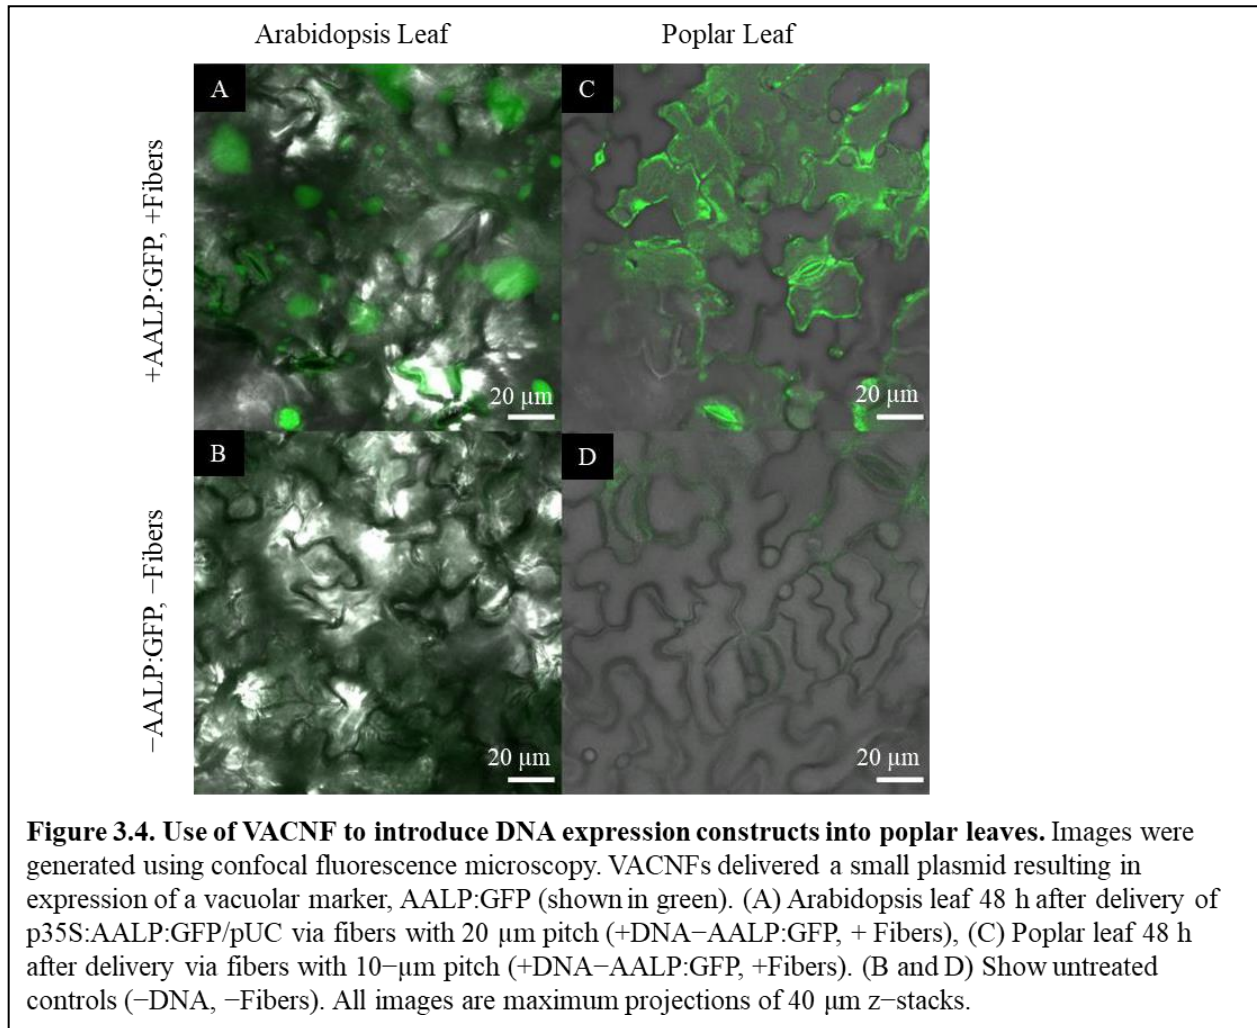 Arabidopsis Leaf
Poplar Leaf
+AALP:GFP, +Fibers
A
20 µm
C
20 µm
−AALP:GFP, −Fibers
B
20 µm
D
20 µm
Figure 3.4. Use of VACNF to introduce DNA expression constructs into poplar leaves. Images were
generated using confocal fluorescence microscopy. VACNFs delivered a small plasmid resulting in
expression of a vacuolar marker, AALP:GFP (shown in green). (A) Arabidopsis leaf 48 h after delivery of
p35S:AALP:GFP/pUC via fibers with 20 µm pitch (+DNA−AALP:GFP, + Fibers), (C) Poplar leaf 48 h
after delivery via fibers with 10−µm pitch (+DNA−AALP:GFP, +Fibers). (B and D) Show untreated
controls (−DNA, −Fibers). All images are maximum projections of 40 µm z−stacks.